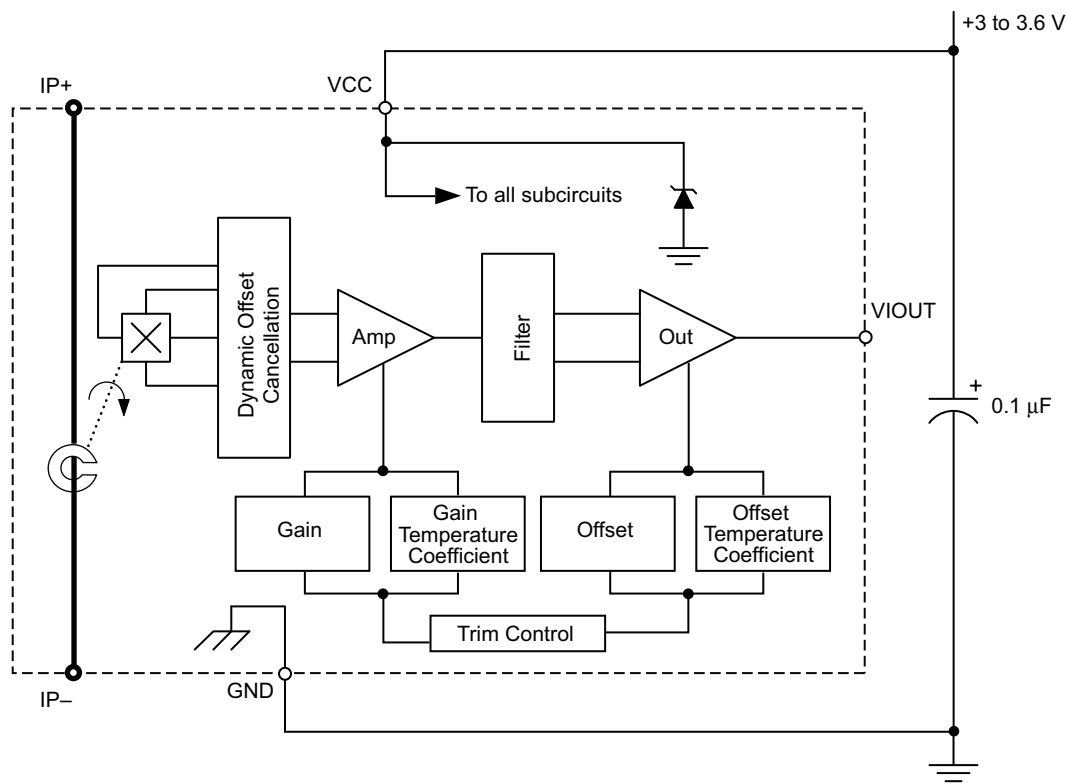 +3 to 3.6 V
IP+
VCC
To all subcircuits
Dynamic Offset
Cancellation
Amp
Filter
Out
VIOUT
+
0.1 µF
Gain
Gain
Temperature
Coefficient
Offset
Offset
Temperature
Coefficient
Trim Control
GND
IP–